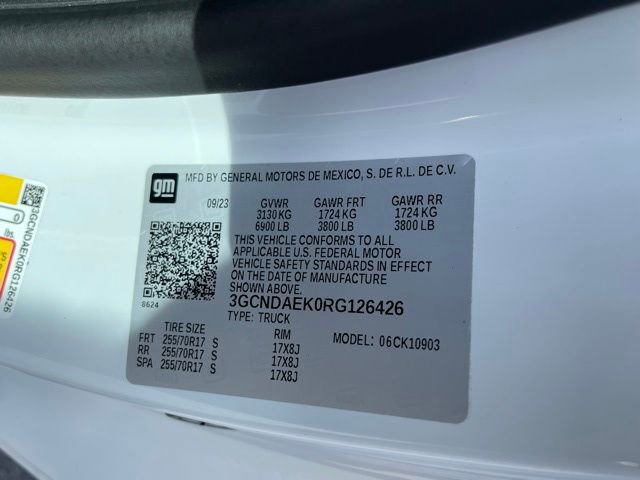 gm
MFD BY GENERAL MOTORS DE MEXICO, S. DE R.L. DE C.V.
09/23 GVWR GAWR FRT GAWR RR
3130 KG 1724 KG 1724 KG
6900 LB 3800 LB 3800 LB
THIS VEHICLE CONFORMS TO ALL
APPLICABLE U.S. FEDERAL MOTOR
VEHICLE SAFETY STANDARDS IN EFFECT
ON THE DATE OF MANUFACTURE
SHOWN ABOVE.
8624
3GCNDAEK0RG126426
TYPE: TRUCK
TIRE SIZE RIM MODEL: 06CK10903
FRT 255/70R17 S 17X8J
RR 255/70R17 S 17X8J
SPA 255/70R17 S 17X8J
3GCNDAEK0RG126426
lbs.